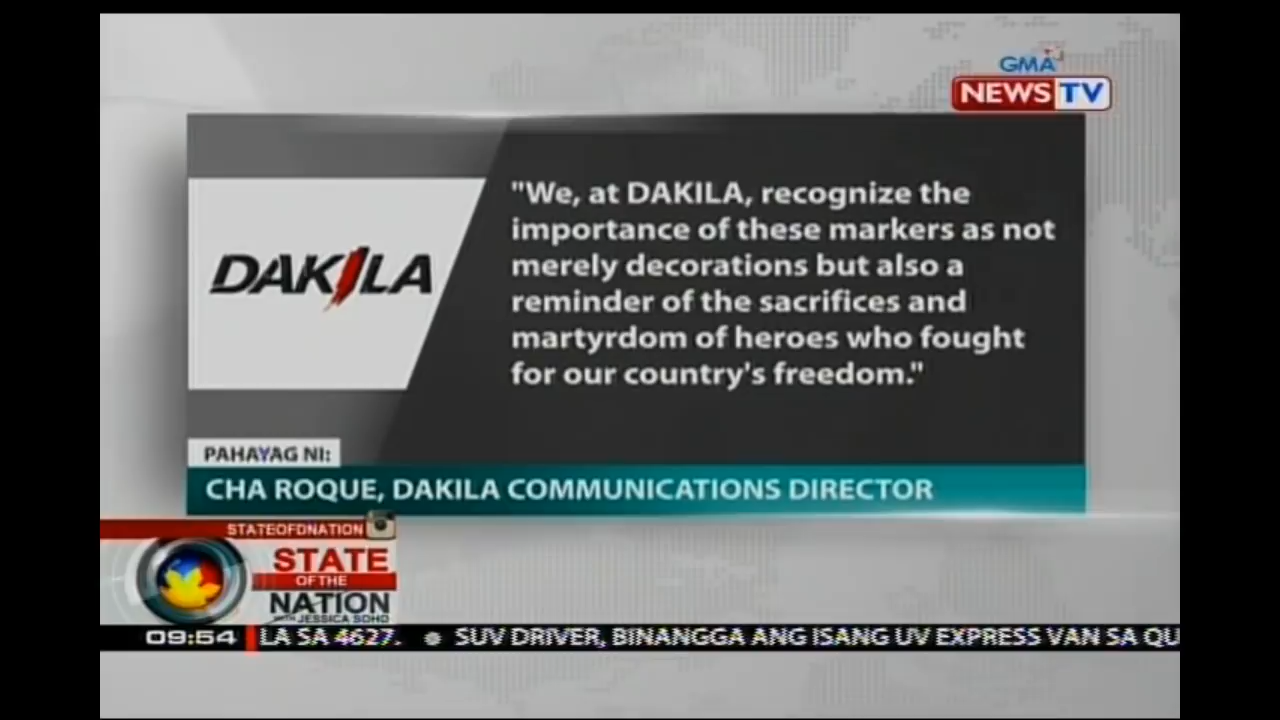 GMA
NEWS TV
"We, at DAKILA, recognize the
importance of these markers as not
merely decorations but also a
reminder of the sacrifices and
martyrdom of heroes who fought
for our country's freedom."
DAKILA
PAHAYAG NI:
CHA ROQUE, DAKILA COMMUNICATIONS DIRECTOR
STATEOFDNATION
STATE
OF THE
NATION
WITH JESSICA SOHO
09:54 LA SA 4627. SUV DRIVER, BINANGGA ANG ISANG UV EXPRESS VAN SA QU